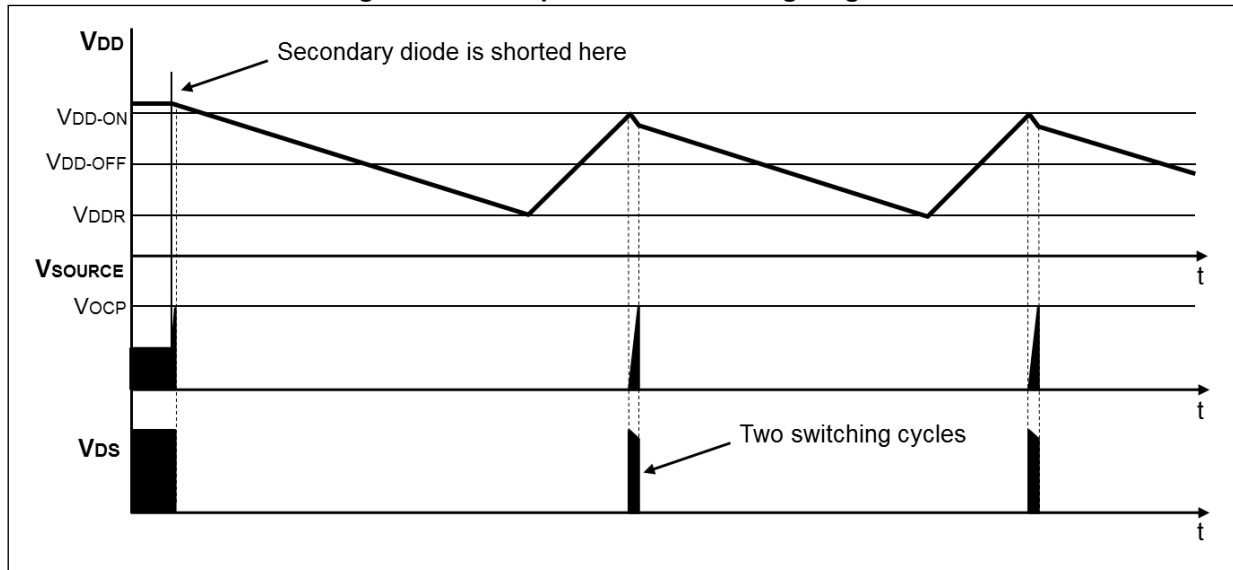 VDD
Secondary diode is shorted here
VDD-ON
VDD-OFF
VDDR
VSOURCE
t
VOCP
t
VDS
Two switching cycles
t